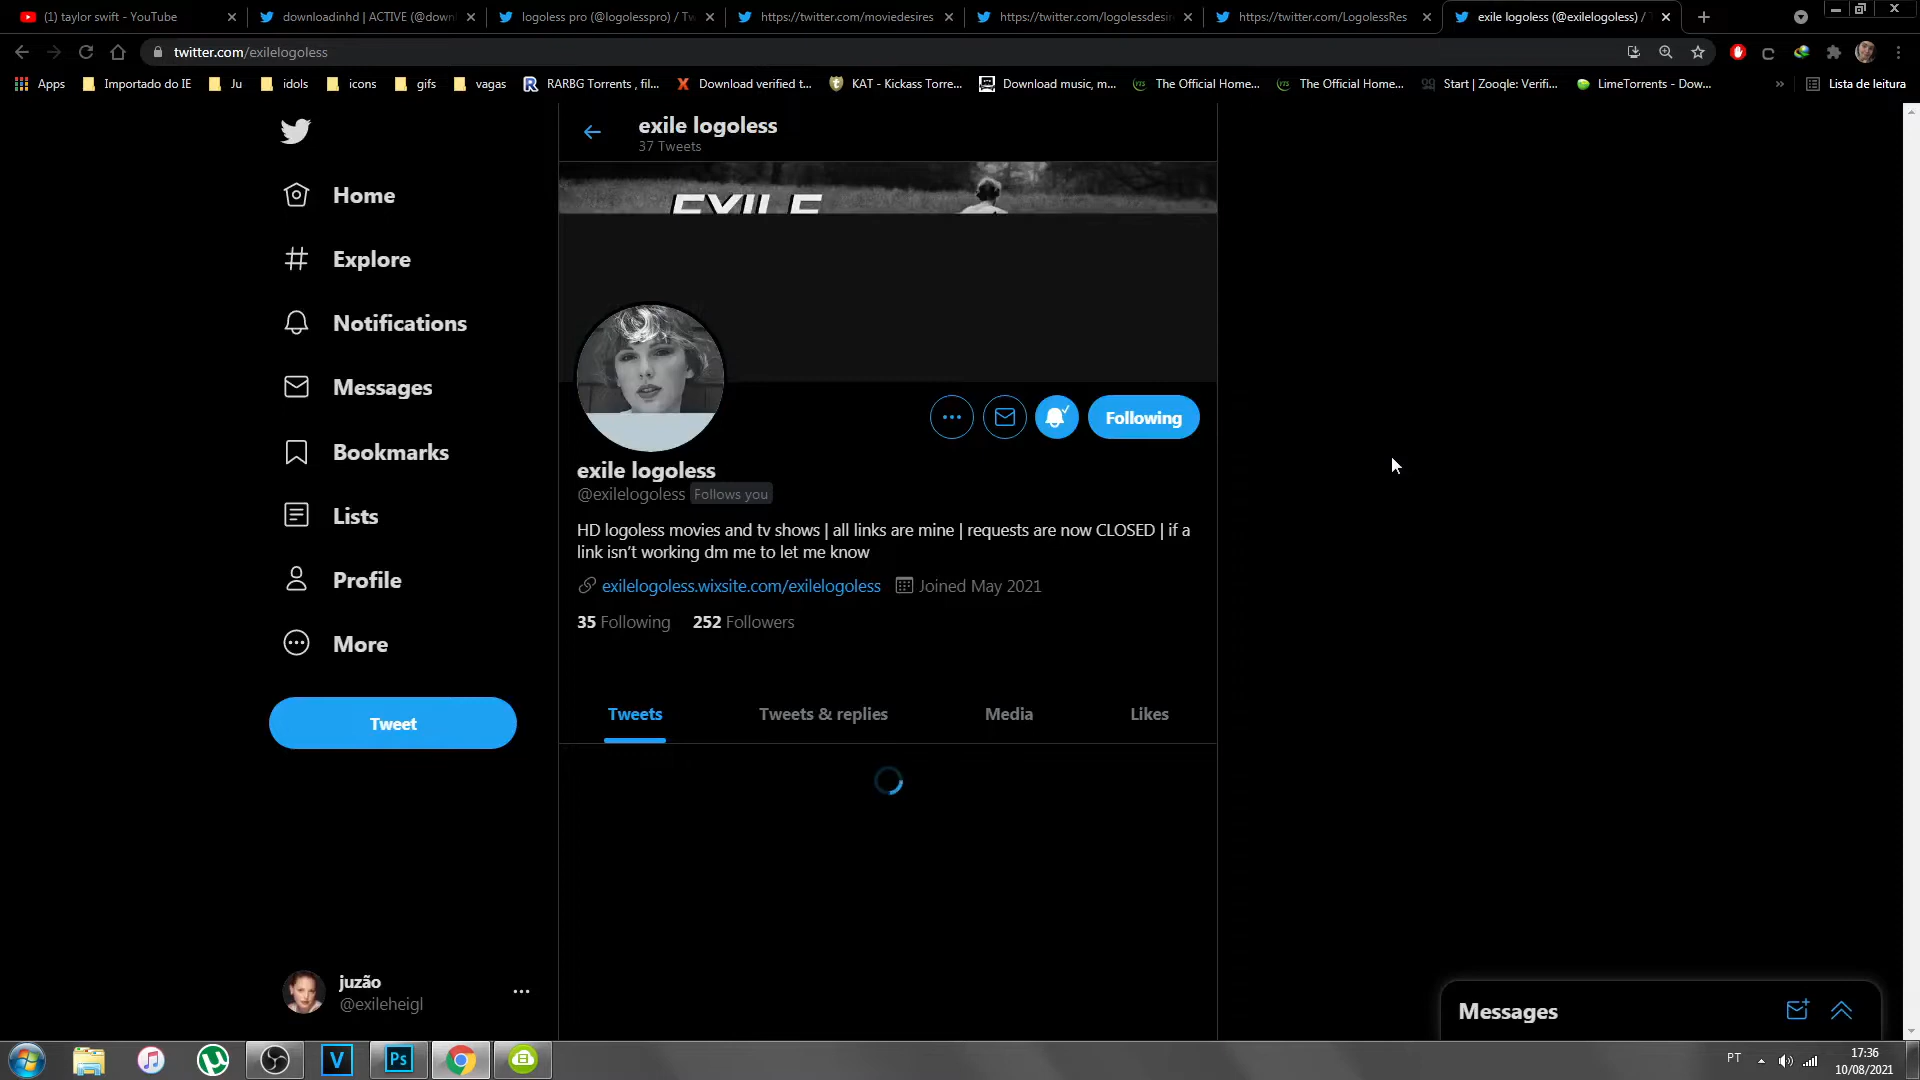 (1) taylor swift - YouTube
downloadinhd | ACTIVE (@down
logoless pro (@logolesspro) / Tw
https://twitter.com/moviedesires
https://twitter.com/logolessdesir
https://twitter.com/LogolessRes
exile logoless (@exilelogoless) /
twitter.com/exilelogoless
Apps
Importado do IE
Ju
idols
icons
gifs
vagas
RARBG Torrents , fil...
Download verified t...
KAT - Kickass Torre...
Download music, m...
The Official Home...
The Official Home...
Start | Zooqle: Verifi...
LimeTorrents - Dow...
»
Lista de leitura
exile logoless
37 Tweets
EXILE
Home
Explore
Notifications
Messages
Bookmarks
Lists
Profile
More
Tweet
Following
exile logoless
@exilelogoless Follows you
HD logoless movies and tv shows | all links are mine | requests are now CLOSED | if a
link isn't working dm me to let me know
exilelogoless.wixsite.com/exilelogoless Joined May 2021
35 Following 252 Followers
Tweets Tweets & replies Media Likes
juzão
@exileheigl
Messages
V
Ps
PT
17:36
10/08/2021